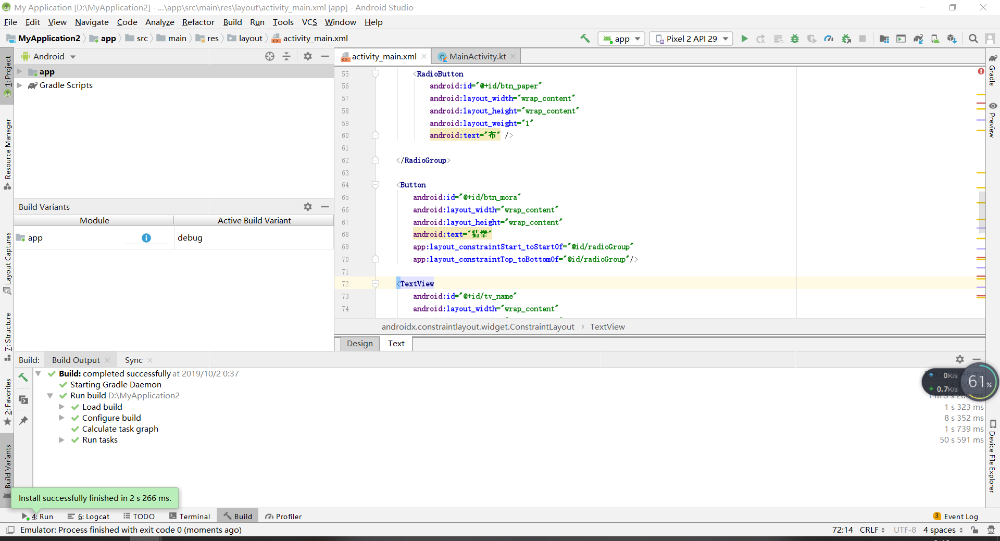 My Application [D:\MyApplication2] - ...\app\src\main\res\layout\activity_main.xml [app] - Android Studio
File Edit View Navigate Code Analyze Refactor Build Run Tools VCS Window Help
MyApplication2 app src main res layout activity_main.xml
app Pixel 2 API 29
Android
activity_main.xml
MainActivity.kt
1: Project
Resource Manager
Layout Captures
7: Structure
2: Favorites
Build Variants
Gradle
Preview
Device File Explorer
app
Gradle Scripts
Build Variants
Module Active Build Variant
app debug
55 <RadioButton
56 android:id="@+id/btn_paper"
57 android:layout_width="wrap_content"
58 android:layout_height="wrap_content"
59 android:layout_weight="1"
60 android:text="布" />
61
62 </RadioGroup>
63
64 <Button
65 android:id="@+id/btn_mora"
66 android:layout_width="wrap_content"
67 android:layout_height="wrap_content"
68 android:text="猜拳"
69 app:layout_constraintStart_toStartOf="@id/radioGroup"
70 app:layout_constraintTop_toBottomOf="@id/radioGroup"/>
71
72 <TextView
73 android:id="@+id/tv_name"
74 android:layout_width="wrap_content"
androidx.constraintlayout.widget.ConstraintLayout › TextView
Design Text
Build: Build Output Sync
Build: completed successfully at 2019/10/2 0:37
Starting Gradle Daemon
Run build D:\MyApplication2
Load build 1 s 323 ms
Configure build 8 s 352 ms
Calculate task graph 1 s 739 ms
Run tasks 50 s 591 ms
0K/s
0.7K/s
61%
Install successfully finished in 2 s 266 ms.
4: Run 6: Logcat TODO Terminal Build Profiler 3 Event Log
Emulator: Process finished with exit code 0 (moments ago) 72:14 CRLF UTF-8 4 spaces